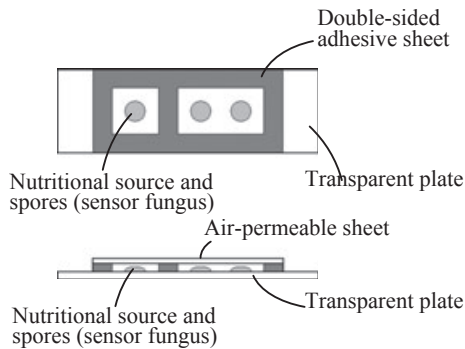 Double-sided
adhesive sheet
Nutritional source and
spores (sensor fungus)
Transparent plate
Air-permeable sheet
Nutritional source and
spores (sensor fungus)
Transparent plate